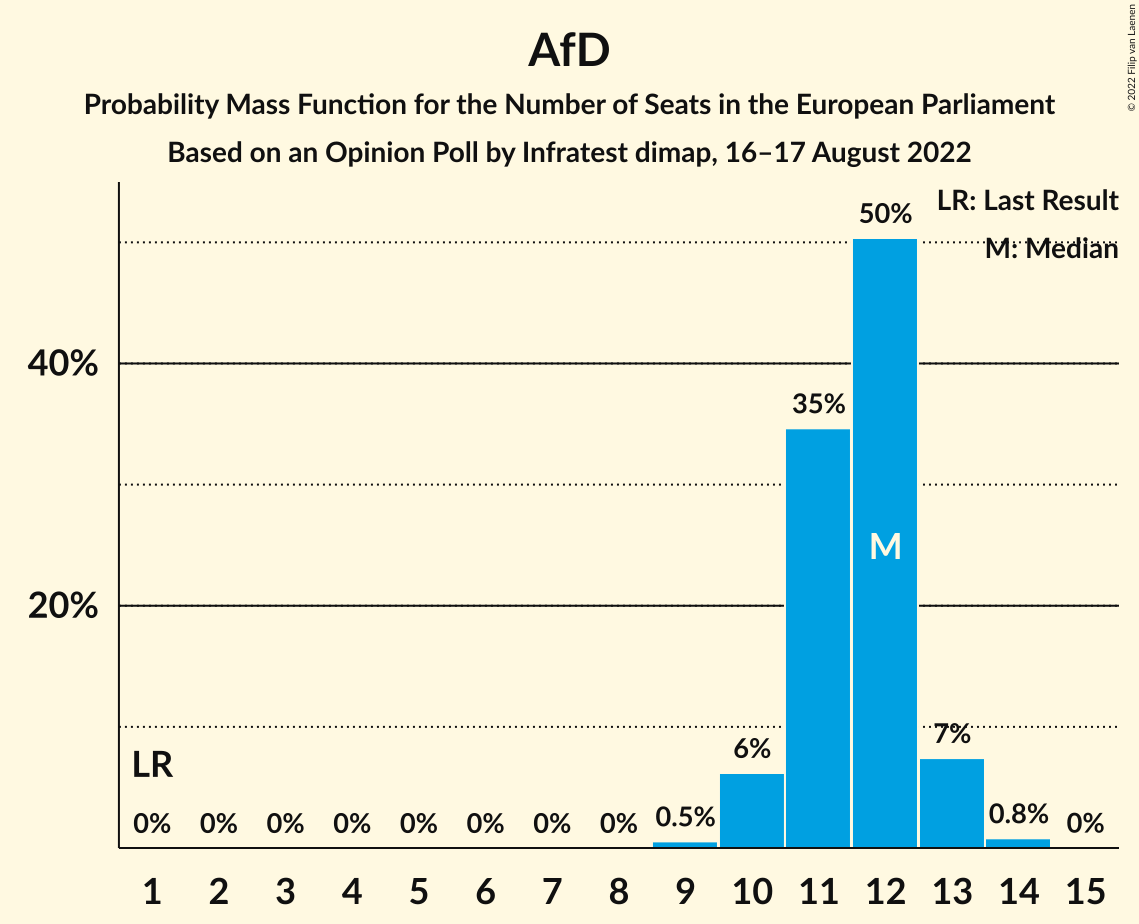 AfD
Probability Mass Function for the Number of Seats in the European Parliament
Based on an Opinion Poll by Infratest dimap, 16–17 August 2022
© 2022 Filip van Laenen
LR: Last Result
M: Median
50%
40%
35%
M
20%
7%
6%
LR
0% 0% 0% 0% 0% 0% 0% 0% 0.5% 0.8% 0%
1 2 3 4 5 6 7 8 9 10 11 12 13 14 15